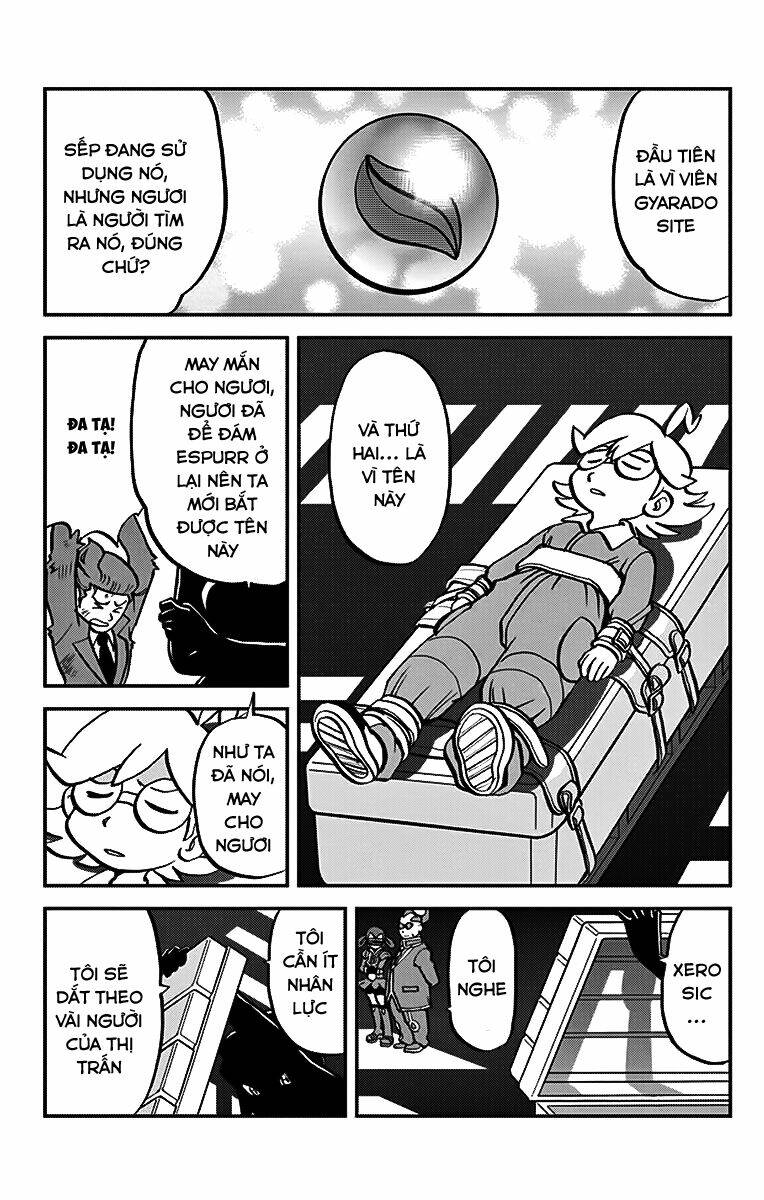 ĐẦU TIÊN
LÀ VÌ VIÊN
GYARADO
SITE
SẾP ĐANG SỬ
DỤNG NÓ,
NHƯNG NGƯƠI
LÀ NGƯỜI TÌM
RA NÓ, ĐÚNG
CHỨ?
VÀ THỨ
HAI... LÀ
VÌ TÊN
NÀY
MAY MẮN
CHO NGƯƠI,
NGƯƠI ĐÃ
ĐỂ ĐÁM
ESPURR Ở
LẠI NÊN TA
MỚI BẮT
ĐƯỢC TÊN
NÀY
ĐA TẠ!
ĐA TẠ!
NHƯ TA
ĐÃ NÓI,
MAY
CHO
NGƯƠI
XERO
SIC
...
TÔI
NGHE
TÔI
CẦN ÍT
NHÂN
LỰC
TÔI SẼ
DẮT THEO
VÀI NGƯỜI
CỦA THỊ
TRẤN